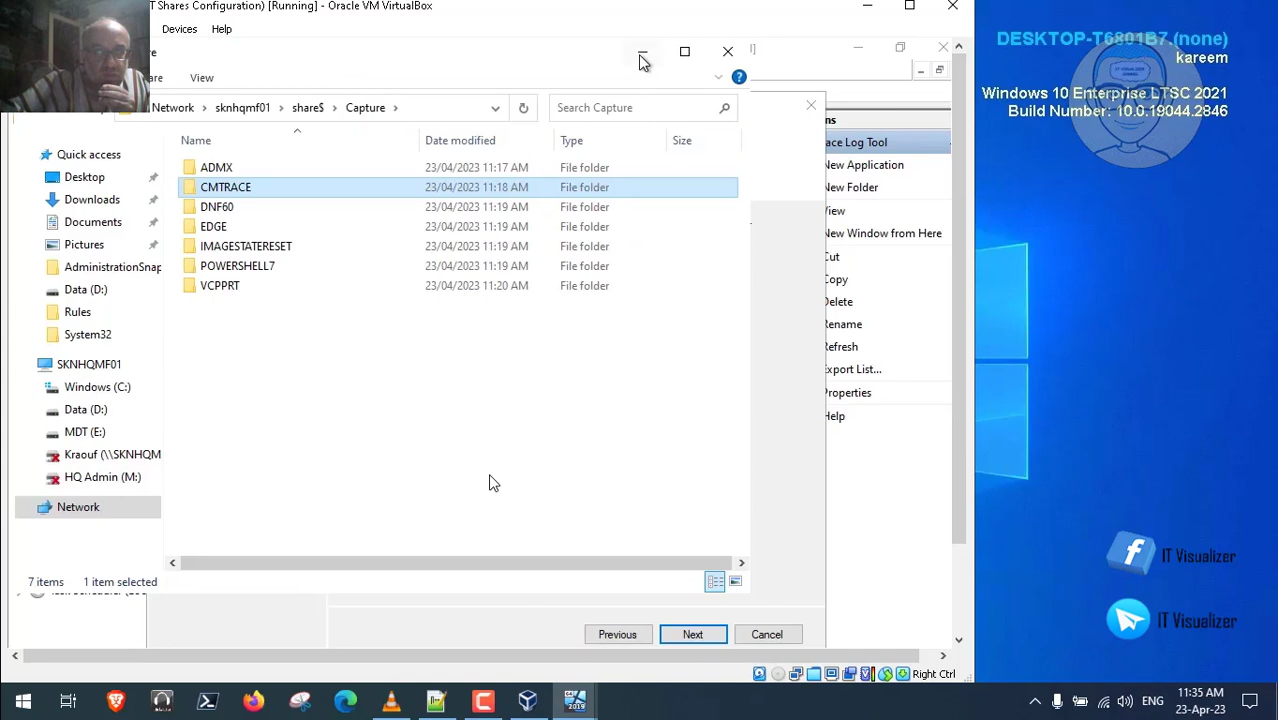 T Shares Configuration) [Running] - Oracle VM VirtualBox
Devices Help
View
Network > sknhqmf01 > share$ > Capture >
Search Capture
Name Date modified Type Size
Quick access
Desktop
Downloads
Documents
Pictures
AdministrationSnap
Data (D:)
Rules
System32
SKNHQMF01
Windows (C:)
Data (D:)
MDT (E:)
Kraouf (\\SKNHQM
HQ Admin (M:)
Network
ADMX 23/04/2023 11:17 AM File folder
CMTRACE 23/04/2023 11:18 AM File folder
DNF60 23/04/2023 11:19 AM File folder
EDGE 23/04/2023 11:19 AM File folder
IMAGESTATERESET 23/04/2023 11:19 AM File folder
POWERSHELL7 23/04/2023 11:19 AM File folder
VCPPRT 23/04/2023 11:20 AM File folder
7 items 1 item selected
Previous Next Cancel
ns
ace Log Tool
New Application
New Folder
View
New Window from Here
Cut
Copy
Delete
Rename
Refresh
Export List...
Properties
Help
Right Ctrl
DESKTOP-T6801B7.(none)
kareem
Windows 10 Enterprise LTSC 2021
Build Number: 10.0.19044.2846
IT VISUALIZER
CHANNEL
IT Visualizer
IT Visualizer
ENG
11:35 AM
23-Apr-23